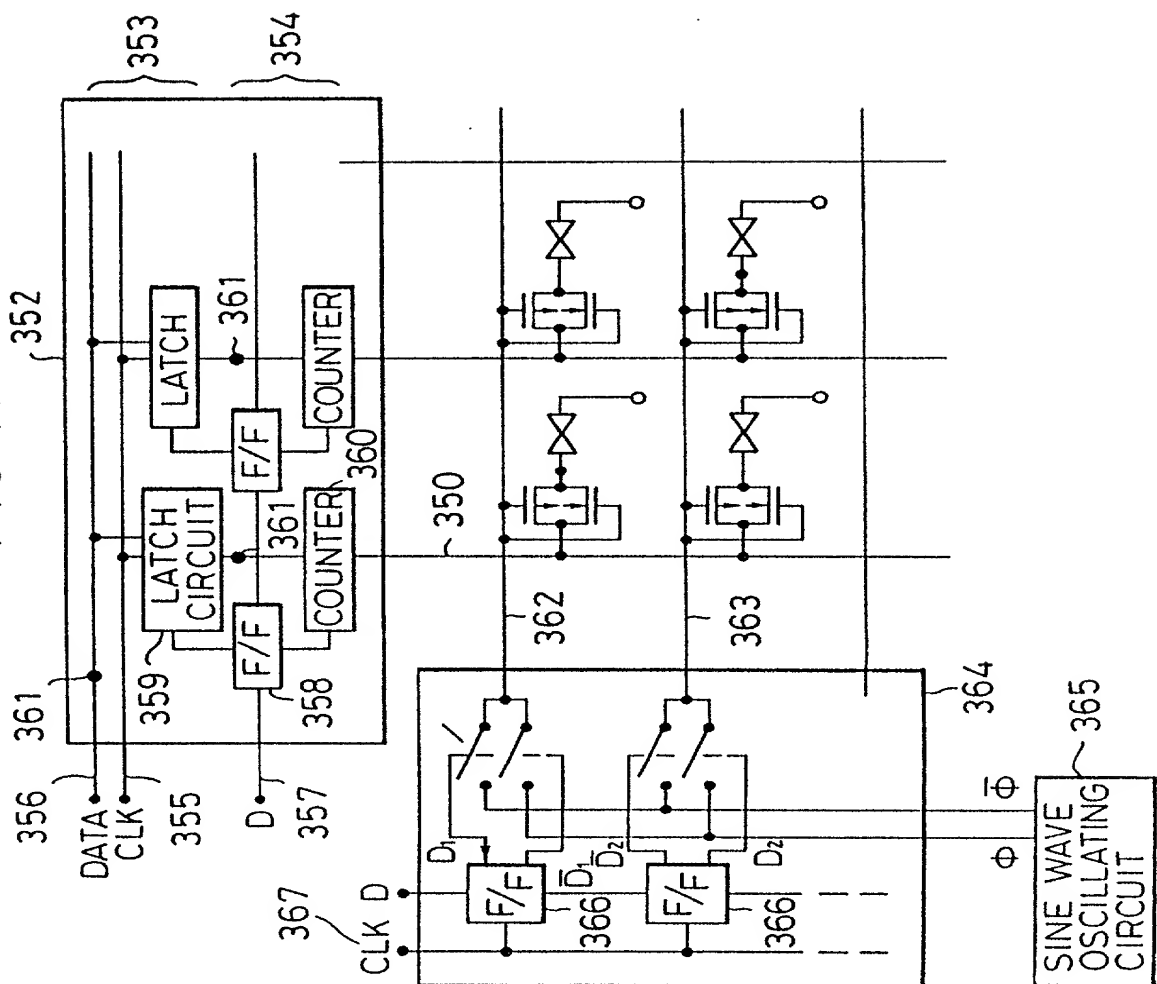 353
354
352
361
LATCH
COUNTER
F/F
360
361
LATCH
CIRCUIT
COUNTER
350
359
F/F
358
361
356
DATA
CLK
355
D
357
362
363
364
D1
D̄1
D̄2
D2
F/F
366
F/F
366
367
CLK
D
Φ̄
Φ
365
SINE WAVE
OSCILLATING
CIRCUIT